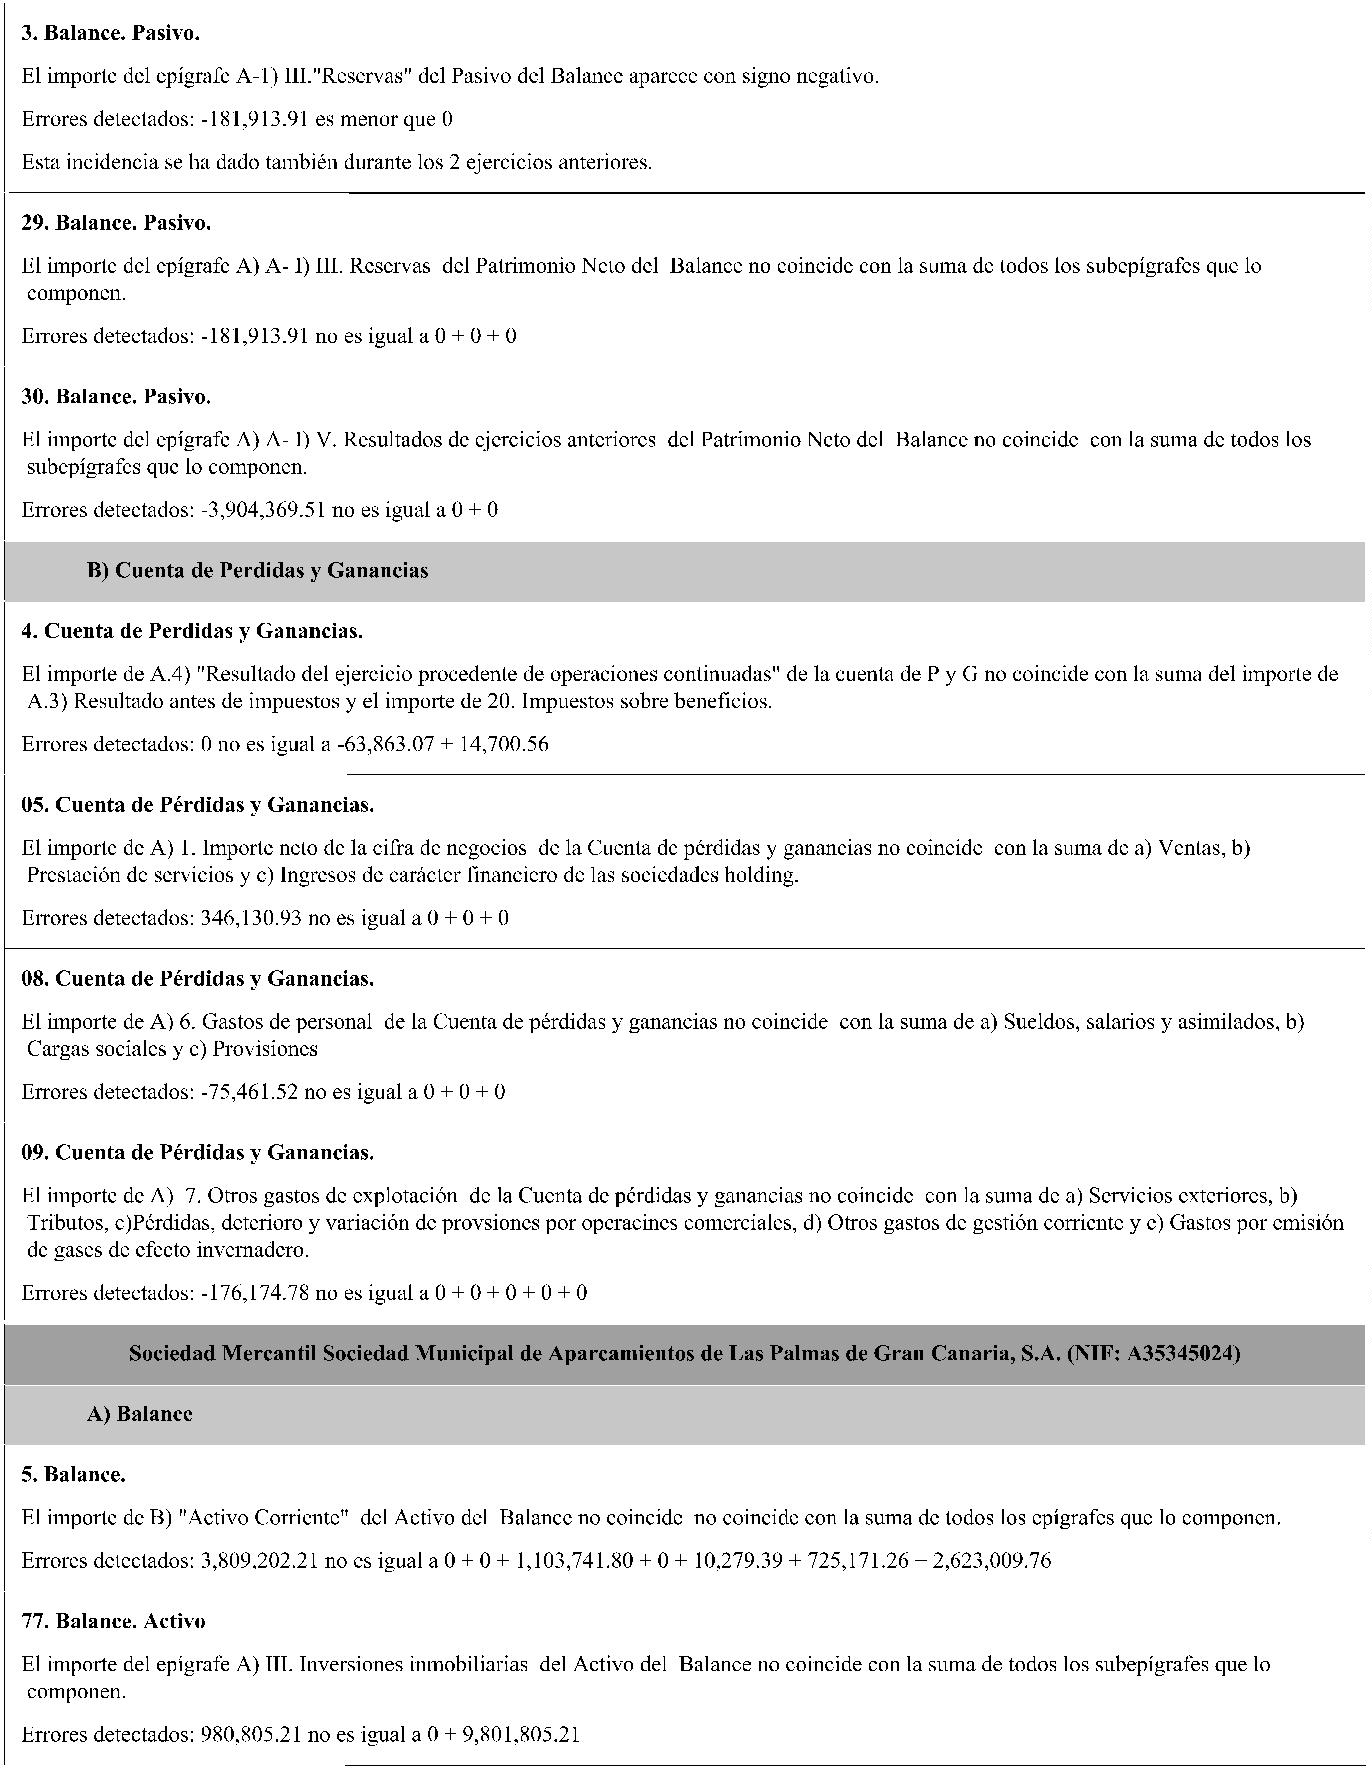 3. Balance. Pasivo.
El importe del epígrafe A-1) III."Reservas" del Pasivo del Balance aparece con signo negativo.
Errores detectados: -181,913.91 es menor que 0
Esta incidencia se ha dado también durante los 2 ejercicios anteriores.
29. Balance. Pasivo.
El importe del epígrafe A) A- 1) III. Reservas del Patrimonio Neto del Balance no coincide con la suma de todos los subepígrafes que lo
componen.
Errores detectados: -181,913.91 no es igual a 0 + 0 + 0
30. Balance. Pasivo.
El importe del epígrafe A) A- 1) V. Resultados de ejercicios anteriores del Patrimonio Neto del Balance no coincide con la suma de todos los
subepígrafes que lo componen.
Errores detectados: -3,904,369.51 no es igual a 0 + 0
B) Cuenta de Perdidas y Ganancias
4. Cuenta de Perdidas y Ganancias.
El importe de A.4) "Resultado del ejercicio procedente de operaciones continuadas" de la cuenta de P y G no coincide con la suma del importe de
A.3) Resultado antes de impuestos y el importe de 20. Impuestos sobre beneficios.
Errores detectados: 0 no es igual a -63,863.07 + 14,700.56
05. Cuenta de Pérdidas y Ganancias.
El importe de A) 1. Importe neto de la cifra de negocios de la Cuenta de pérdidas y ganancias no coincide con la suma de a) Ventas, b)
Prestación de servicios y c) Ingresos de carácter financiero de las sociedades holding.
Errores detectados: 346,130.93 no es igual a 0 + 0 + 0
08. Cuenta de Pérdidas y Ganancias.
El importe de A) 6. Gastos de personal de la Cuenta de pérdidas y ganancias no coincide con la suma de a) Sueldos, salarios y asimilados, b)
Cargas sociales y c) Provisiones
Errores detectados: -75,461.52 no es igual a 0 + 0 + 0
09. Cuenta de Pérdidas y Ganancias.
El importe de A) 7. Otros gastos de explotación de la Cuenta de pérdidas y ganancias no coincide con la suma de a) Servicios exteriores, b)
Tributos, c)Pérdidas, deterioro y variación de provsiones por operacines comerciales, d) Otros gastos de gestión corriente y e) Gastos por emisión
de gases de efecto invernadero.
Errores detectados: -176,174.78 no es igual a 0 + 0 + 0 + 0 + 0
Sociedad Mercantil Sociedad Municipal de Aparcamientos de Las Palmas de Gran Canaria, S.A. (NIF: A35345024)
A) Balance
5. Balance.
El importe de B) "Activo Corriente" del Activo del Balance no coincide no coincide con la suma de todos los epígrafes que lo componen.
Errores detectados: 3,809,202.21 no es igual a 0 + 0 + 1,103,741.80 + 0 + 10,279.39 + 725,171.26 + 2,623,009.76
77. Balance. Activo
El importe del epígrafe A) III. Inversiones inmobiliarias del Activo del Balance no coincide con la suma de todos los subepígrafes que lo
componen.
Errores detectados: 980,805.21 no es igual a 0 + 9,801,805.21